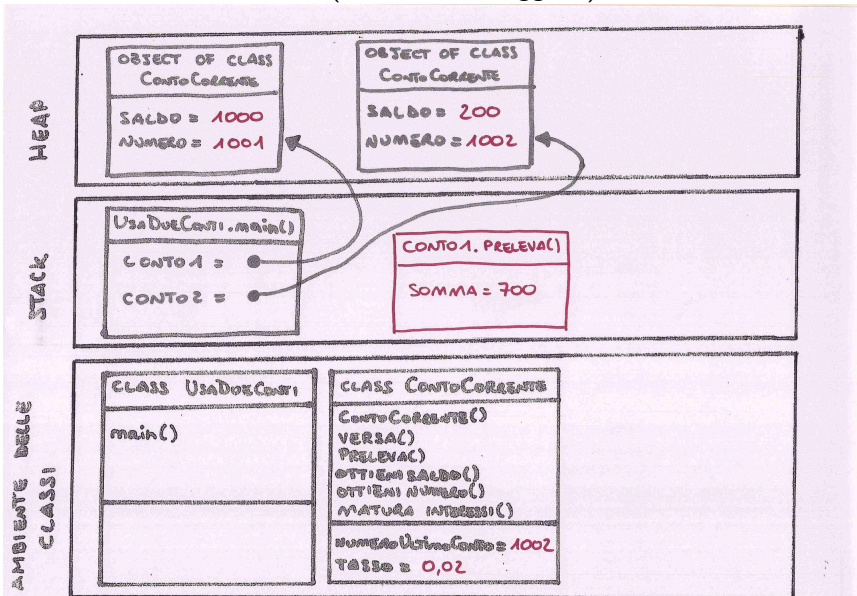 HEAP
OBJECT OF CLASS
ContoCorrente
SALDO = 1000
NUMERO = 1001
OBJECT OF CLASS
ContoCorrente
SALDO = 200
NUMERO = 1002
STACK
UsaDueConti.main()
CONTO1 =
CONTO2 =
CONTO1.PRELEVA()
SOMMA = 700
AMBIENTE DELLE
CLASSI
CLASS UsaDueConti
main()
CLASS ContoCorrente
ContoCorrente()
VERSA()
PRELEVA()
OTTIENI SALDO()
OTTIENI NUMERO()
MATURA INTERESSI()
NUMEROUltimoConto = 1002
TASSO = 0,02